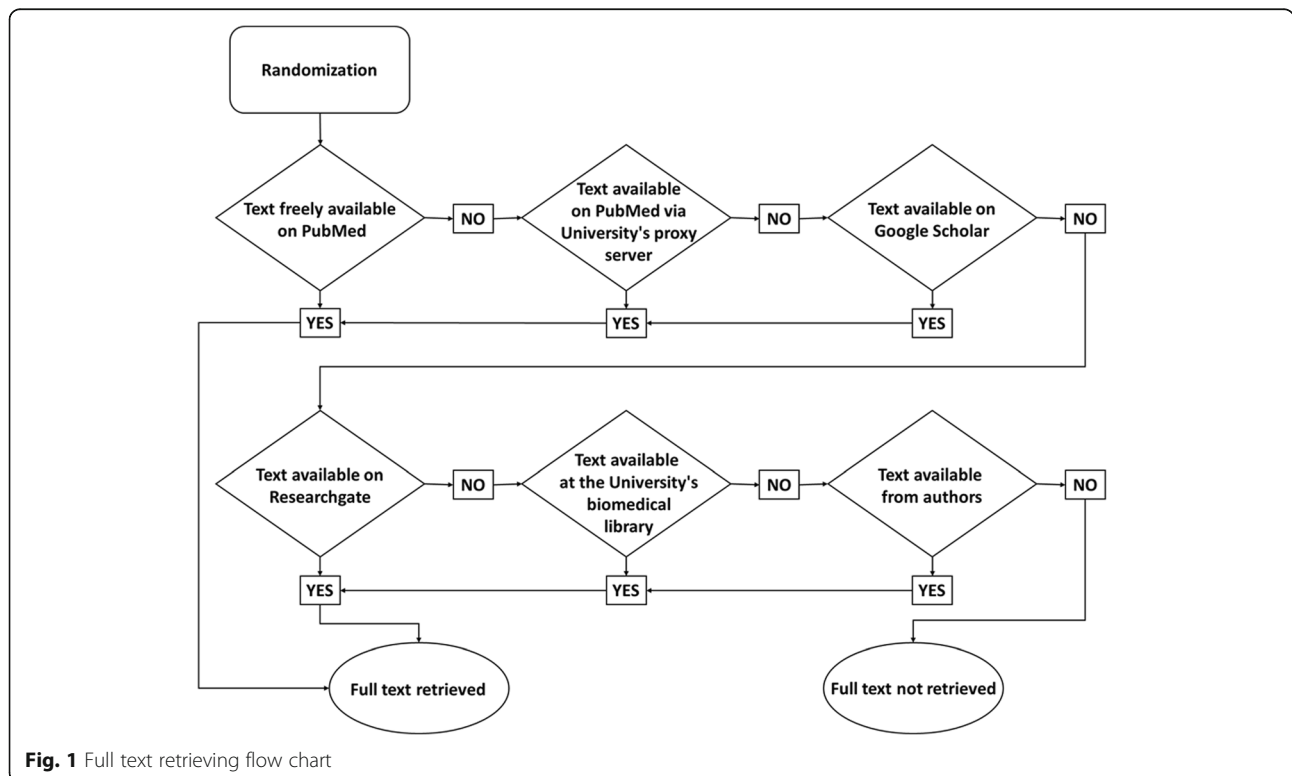 Randomization
Text freely available
on PubMed
NO
Text available
on PubMed via
University's proxy
server
NO
Text available on
Google Scholar
NO
YES
YES
YES
Text available on
Researchgate
NO
Text available
at the University's
biomedical
library
NO
Text available
from authors
NO
YES
YES
YES
Full text retrieved
Full text not retrieved
Fig. 1 Full text retrieving flow chart